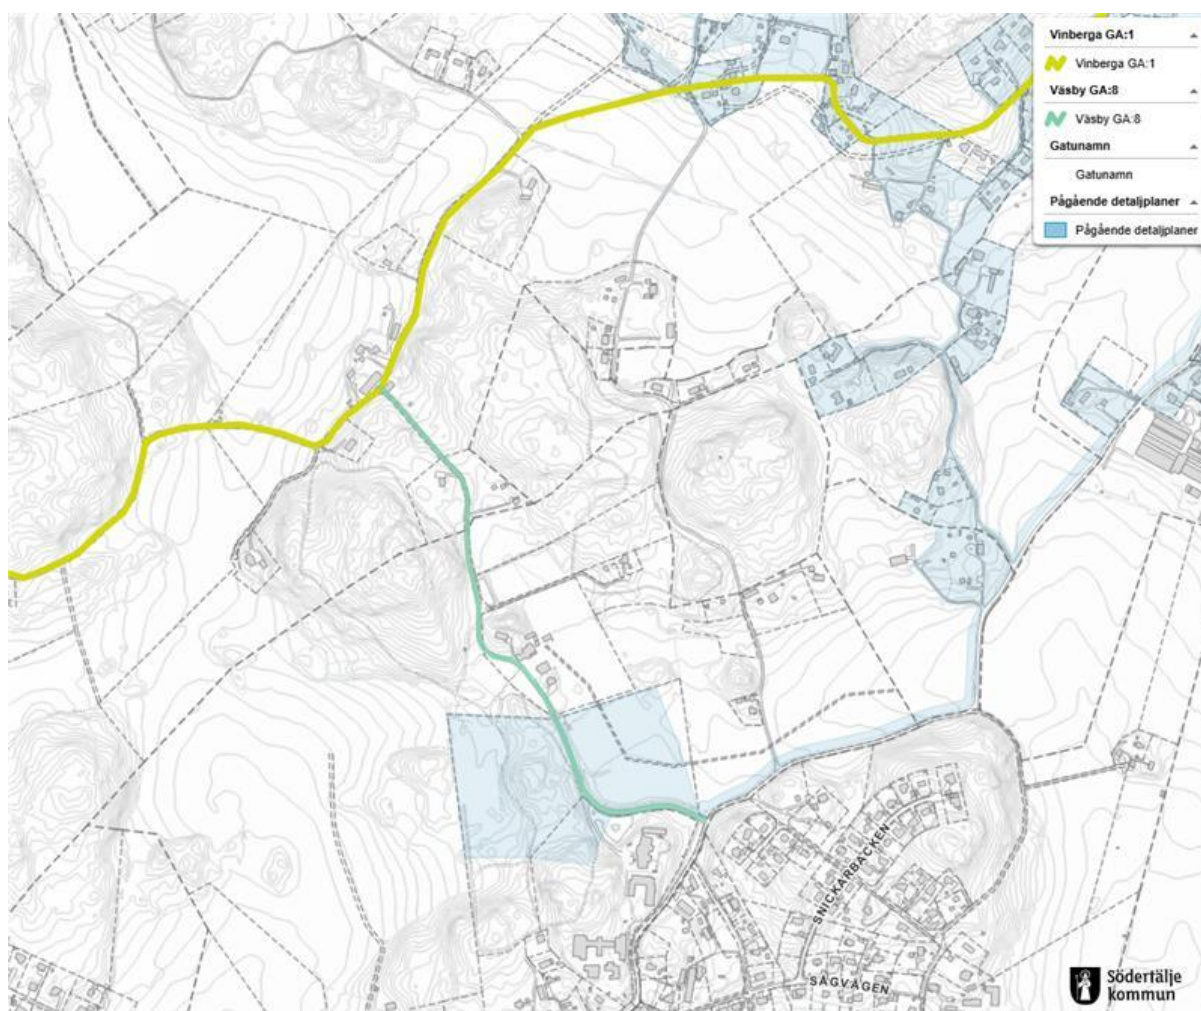 Vinberga GA:1
Vinberga GA:1
Väsby GA:8
Väsby GA:8
Gatunamn
Gatunamn
Pågående detaljplaner
Pågående detaljplaner
SNICKARBACKEN
SÅGVÄGEN
Södertälje
kommun